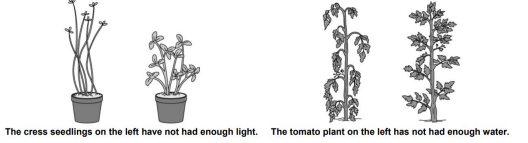 The cress seedlings on the left have not had enough light.
The tomato plant on the left has not had enough water.